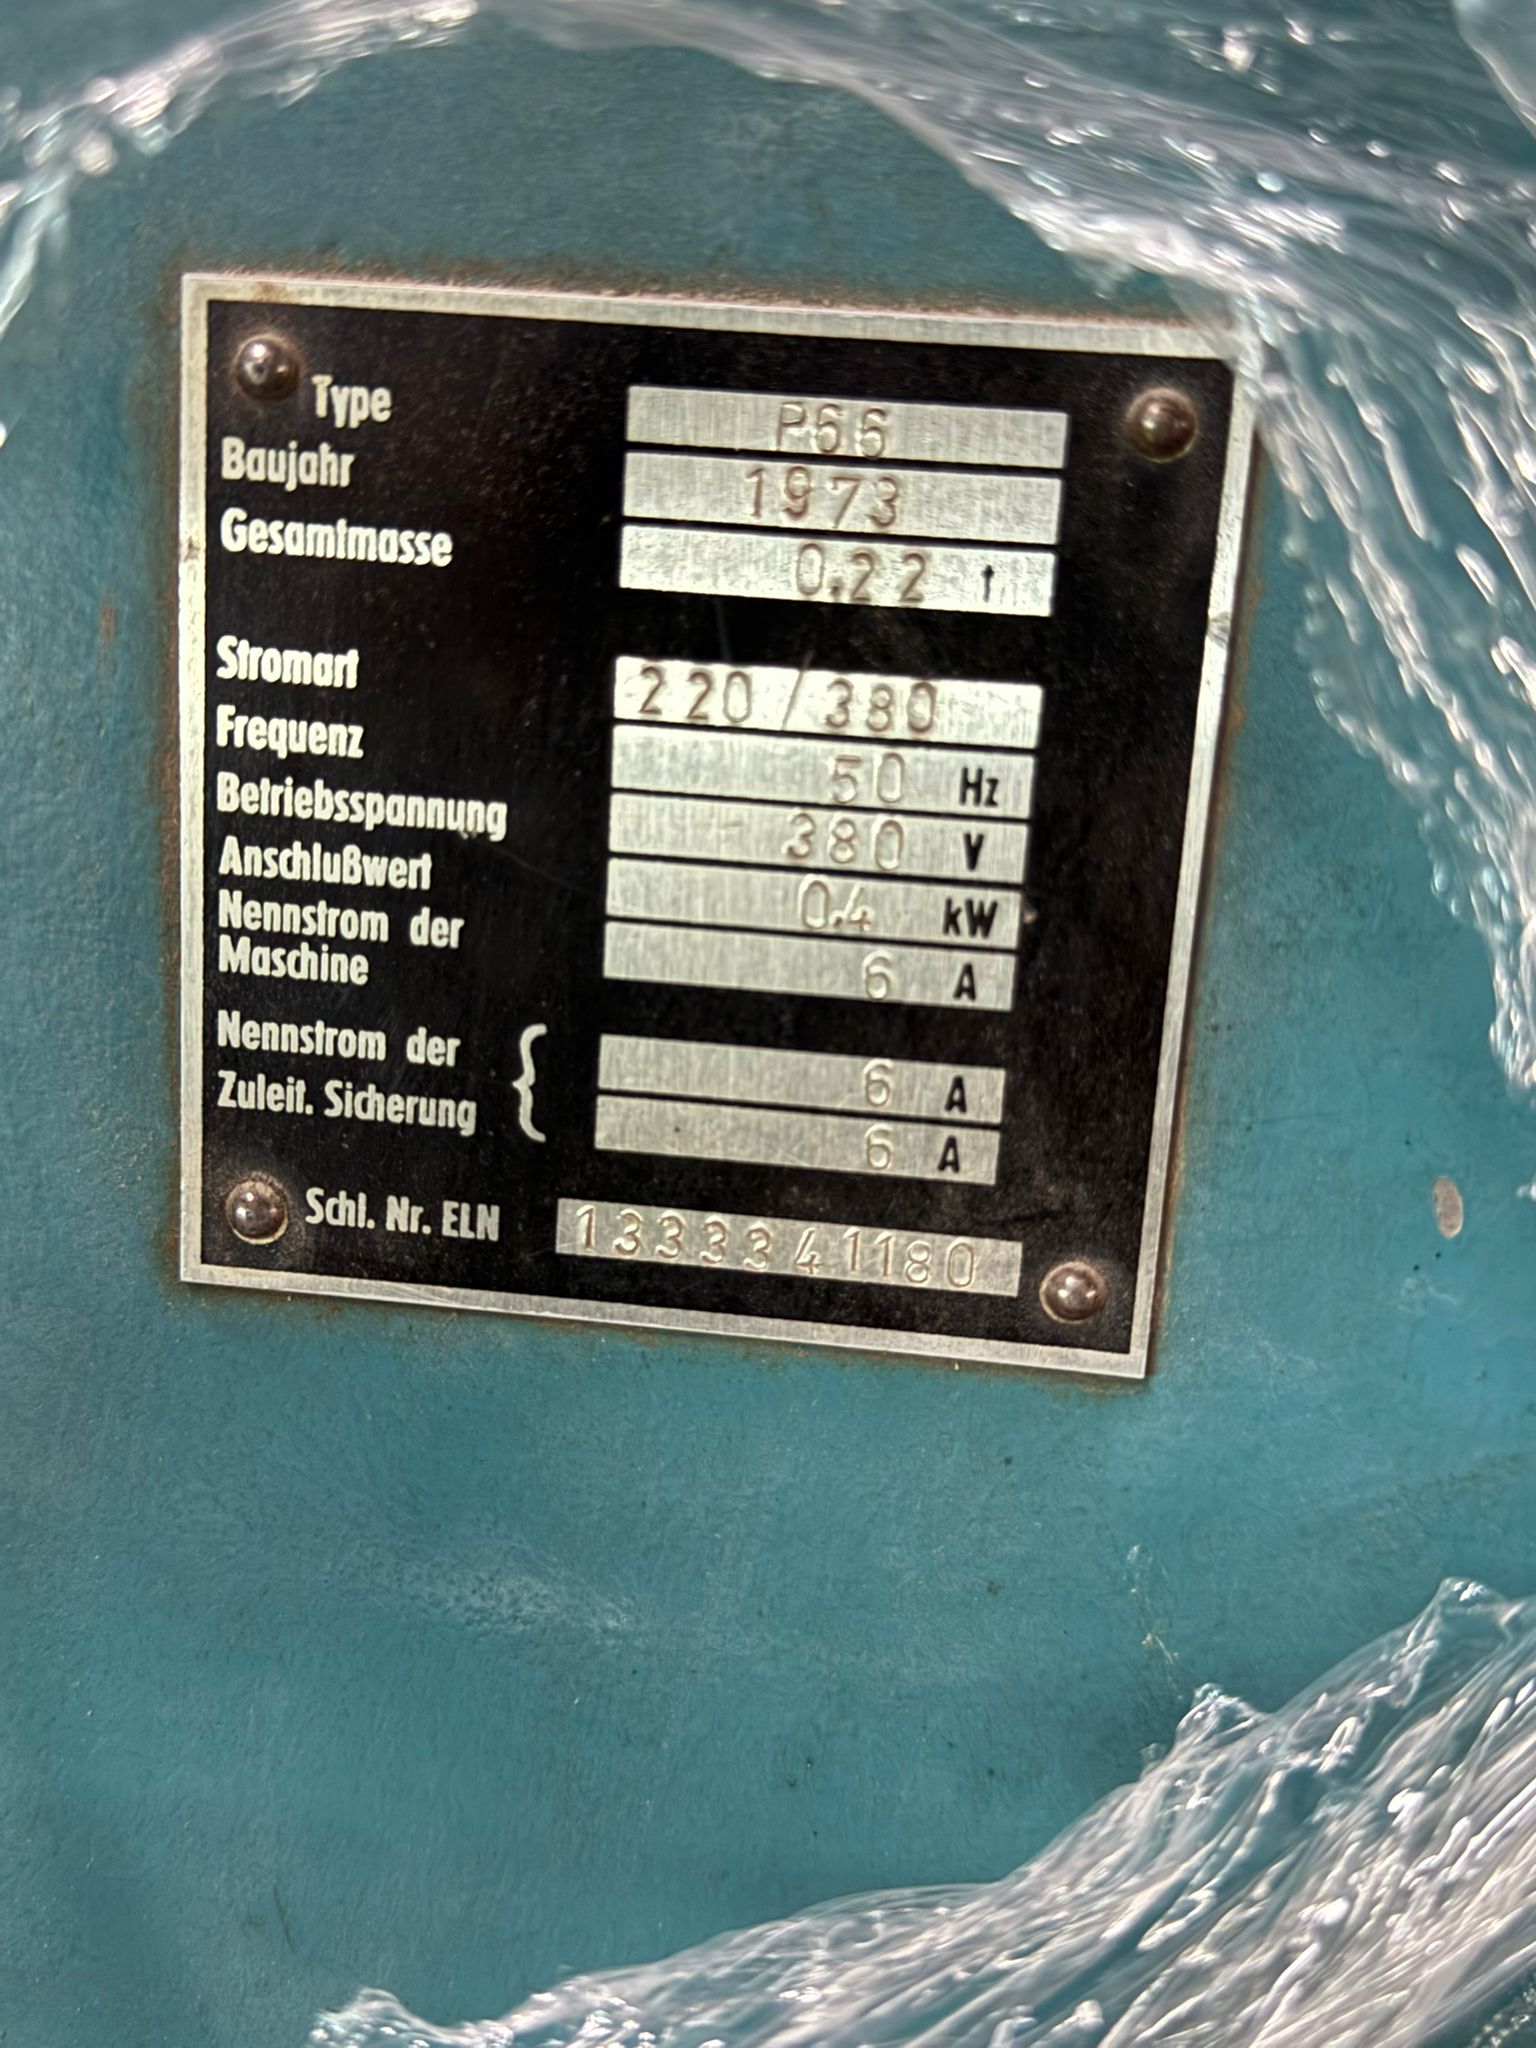 Type P66
Baujahr 1973
Gesamtmasse 0.22 t
Stromart 220/380
Frequenz 50 Hz
Betriebsspannung 380 V
Anschlußwert 0.4 kW
Nennstrom der
Maschine 6 A
Nennstrom der 6 A
Zuleit. Sicherung 6 A
Schl. Nr. ELN 1333341180